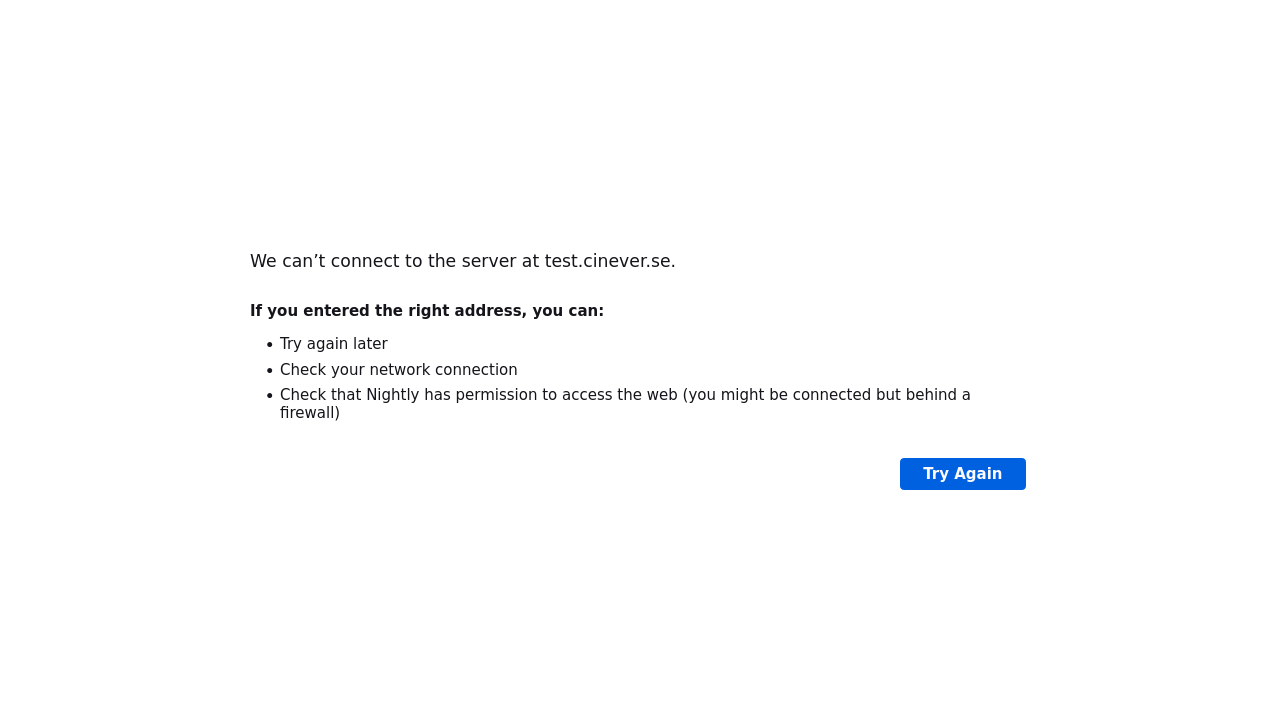 We can’t connect to the server at test.cinever.se.
If you entered the right address, you can:
Try again later
Check your network connection
Check that Nightly has permission to access the web (you might be connected but behind a
firewall)
Try Again